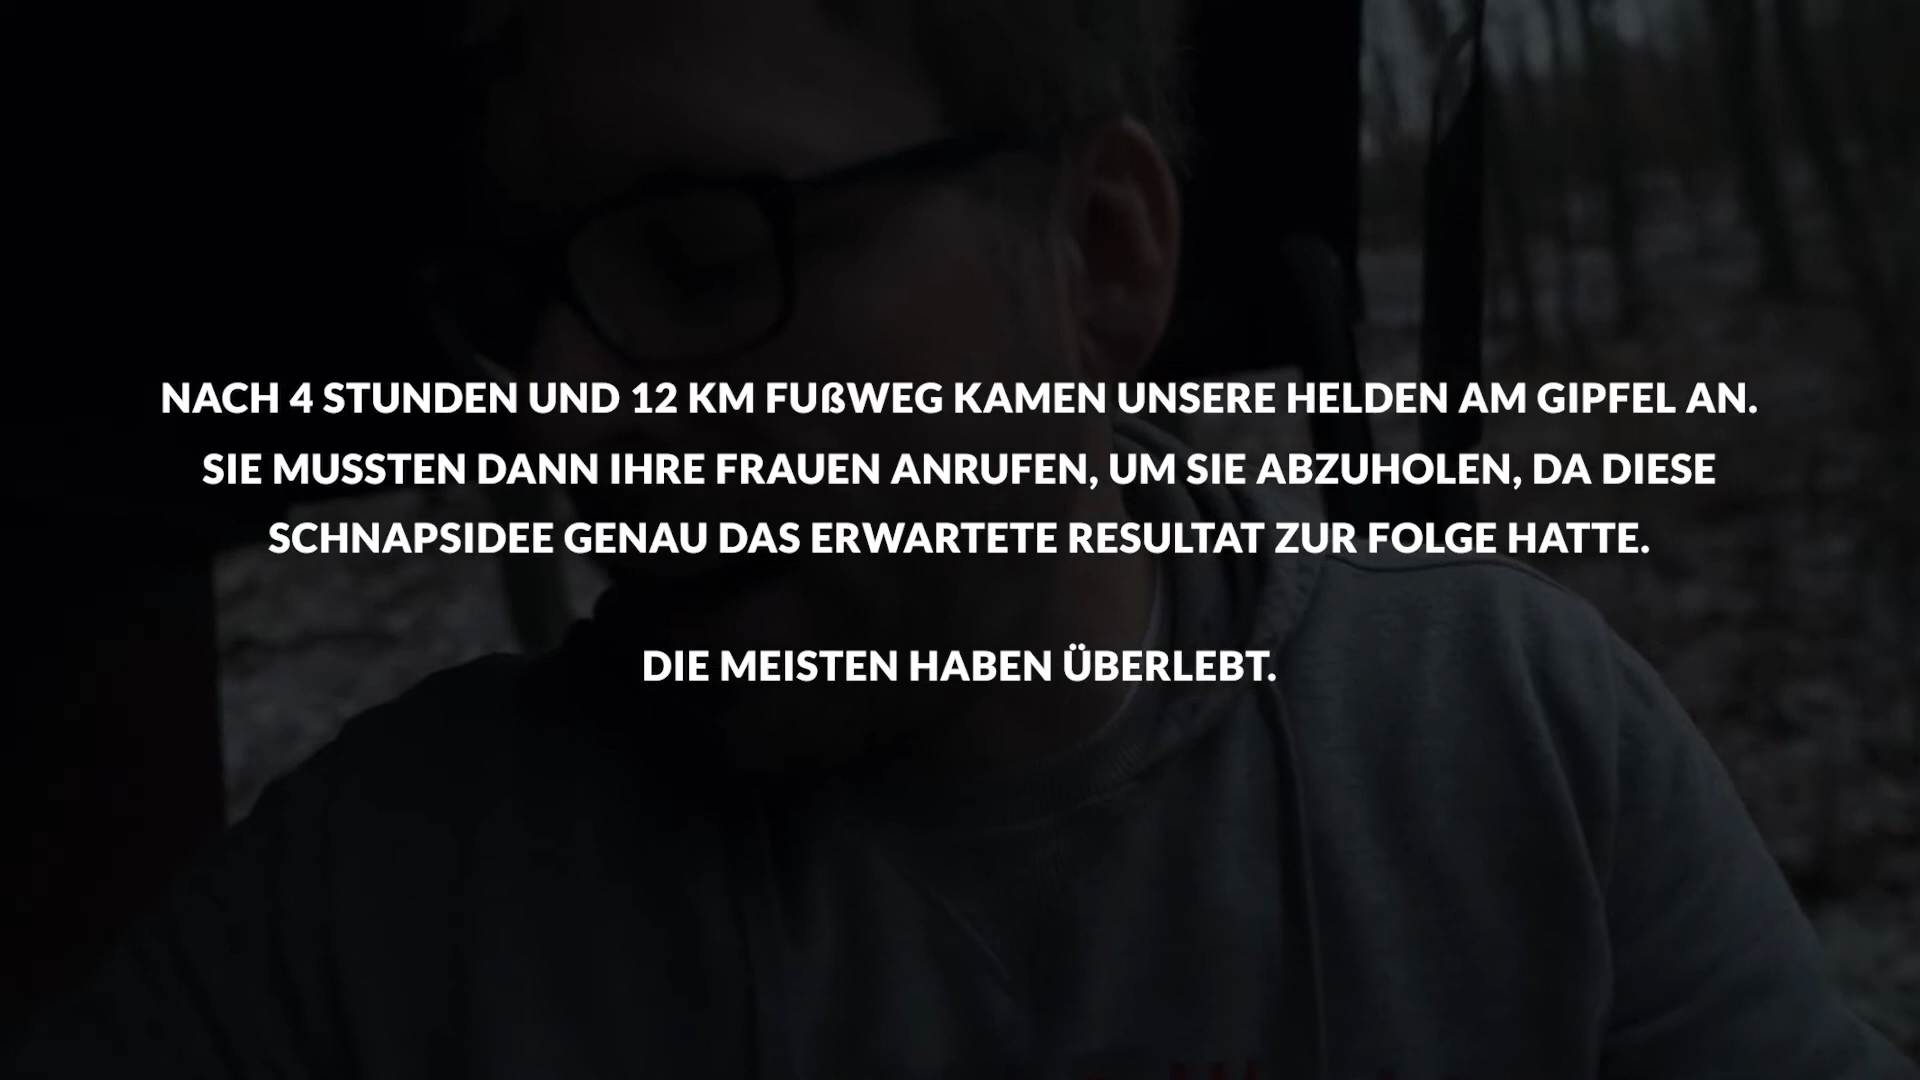 NACH 4 STUNDEN UND 12 KM FUßWEG KAMEN UNSERE HELDEN AM GIPFEL AN.
SIE MUSSTEN DANN IHRE FRAUEN ANRUFEN, UM SIE ABZUHOLEN, DA DIESE
SCHNAPSIDEE GENAU DAS ERWARTETE RESULTAT ZUR FOLGE HATTE.
DIE MEISTEN HABEN ÜBERLEBT.